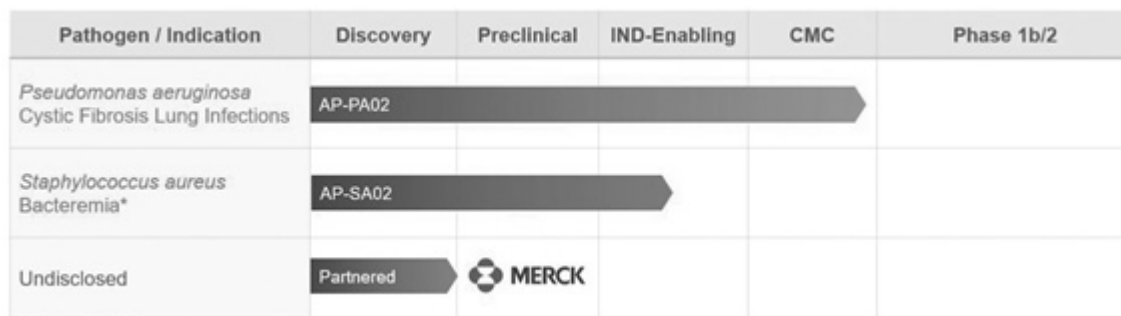 Pathogen / Indication Discovery Preclinical IND-Enabling CMC Phase 1b/2
Pseudomonas aeruginosa
Cystic Fibrosis Lung Infections
AP-PA02
Staphylococcus aureus
Bacteremia*
AP-SA02
Undisclosed Partnered MERCK